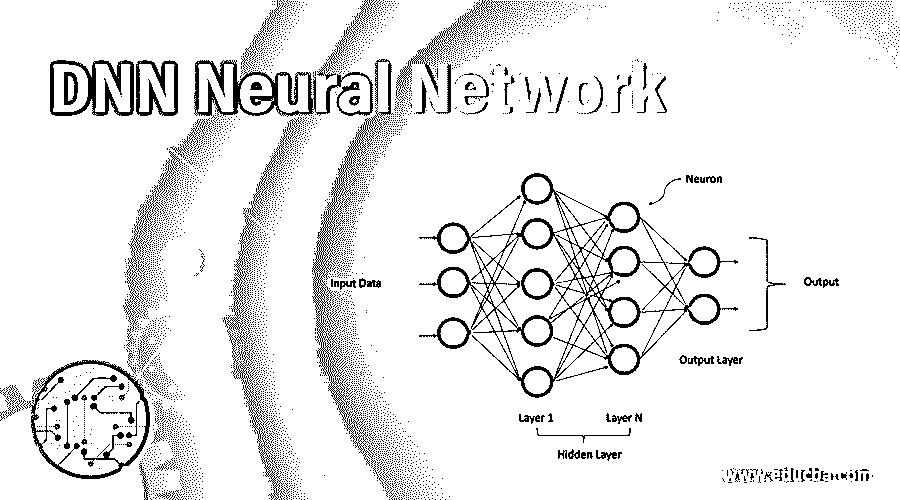 DNN Neural Network
Neuron
Input Data
Output
Output Layer
Layer 1
Layer N
Hidden Layer
www.educba.com